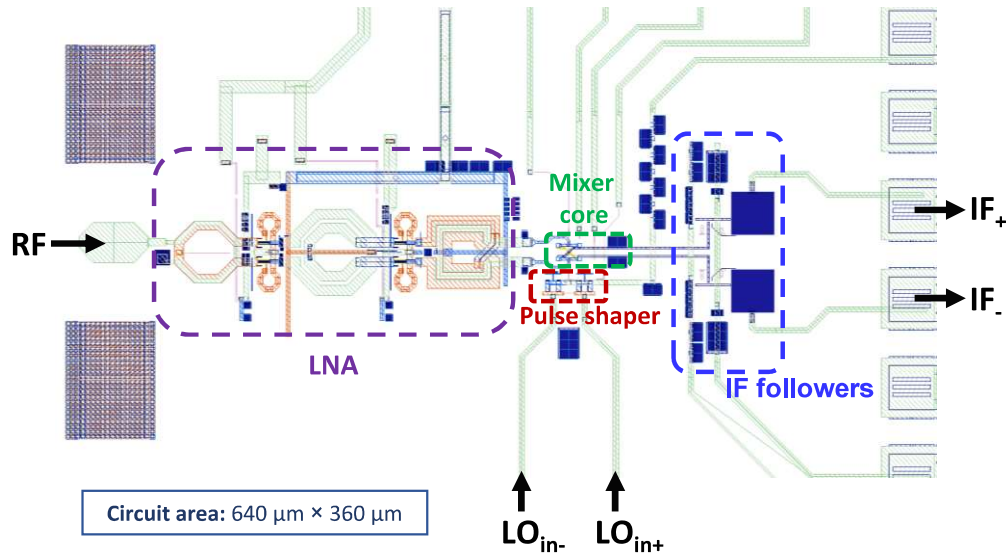 Mixer
core
RF
IF+
IF-
Pulse shaper
LNA
IF followers
Circuit area: 640 µm × 360 µm
LOin- LOin+